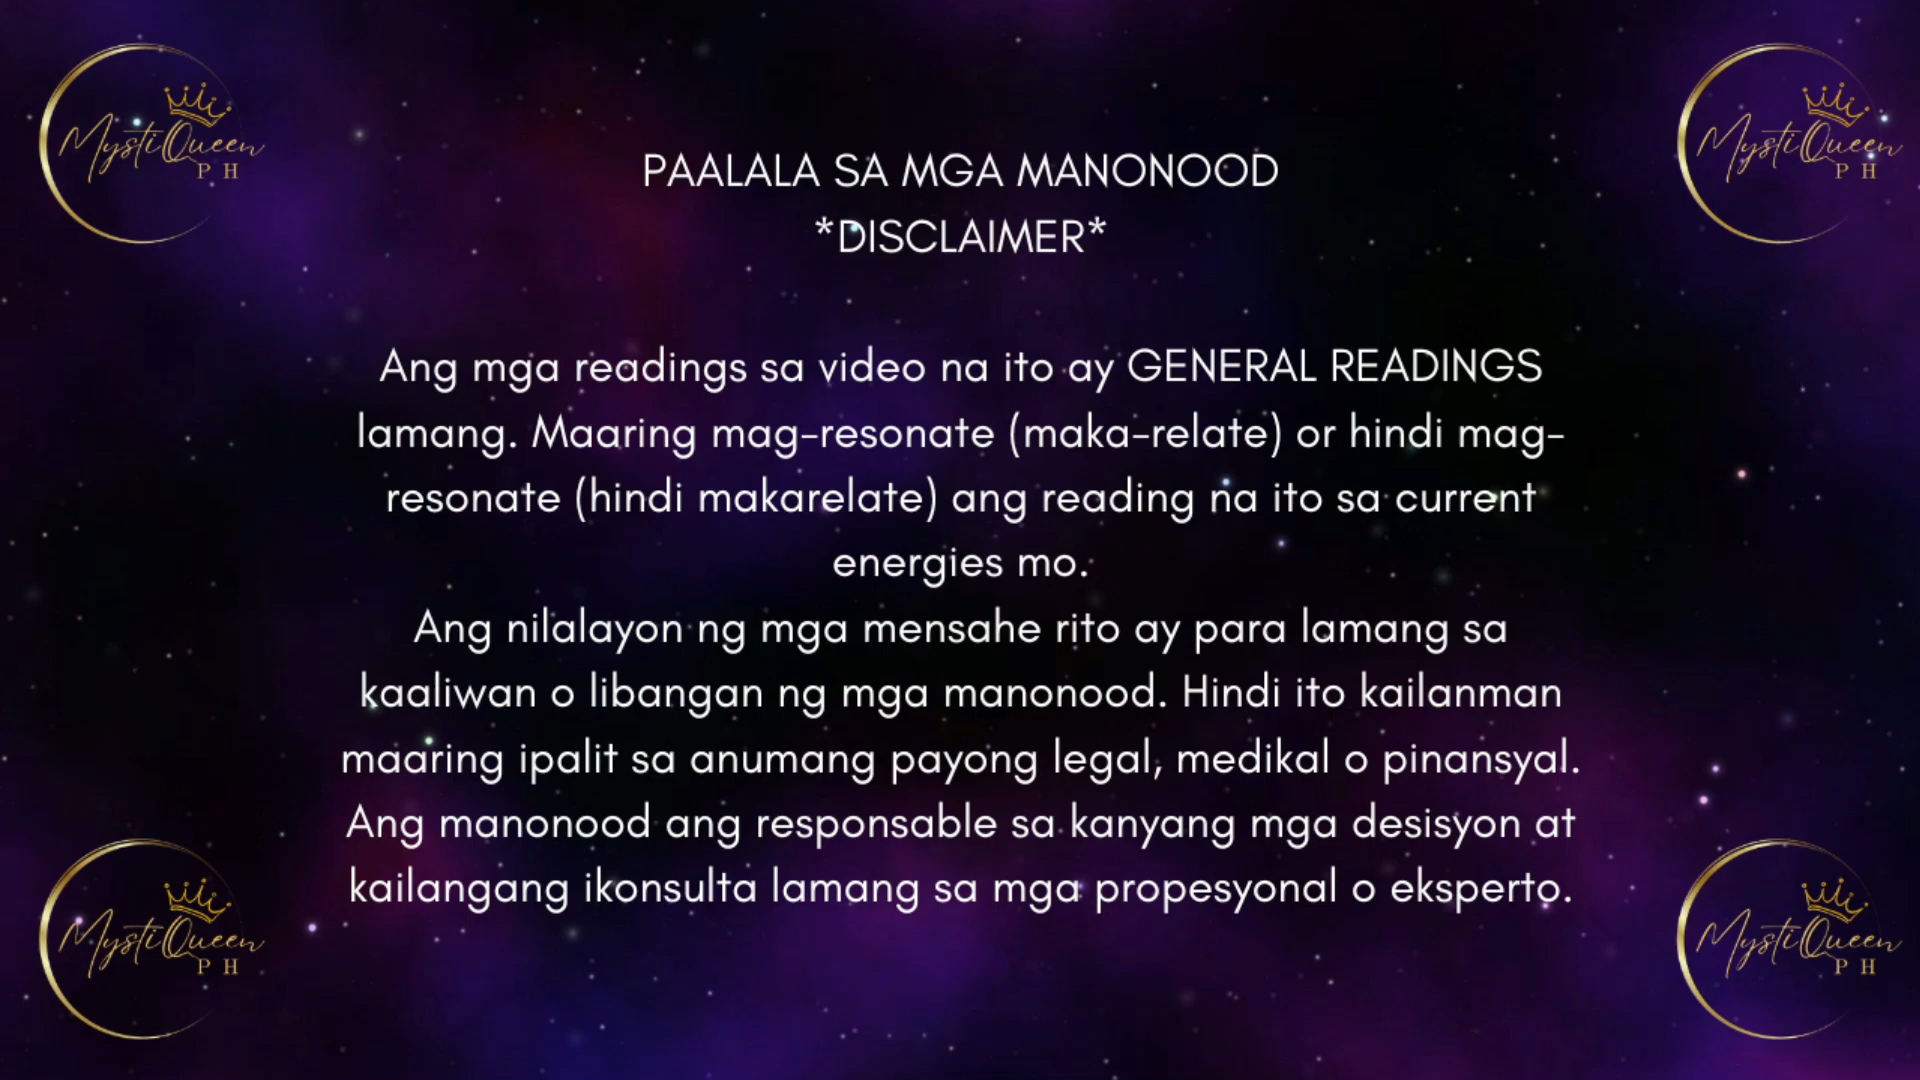 MystiQueen
PH
MystiQueen
PH
PAALALA SA MGA MANONOOD
*DISCLAIMER*
Ang mga readings sa video na ito ay GENERAL READINGS
lamang. Maaring mag-resonate (maka-relate) or hindi mag-
resonate (hindi makarelate) ang reading na ito sa current
energies mo.
Ang nilalayon ng mga mensahe rito ay para lamang sa
kaaliwan o libangan ng mga manonood. Hindi ito kailanman
maaring ipalit sa anumang payong legal, medikal o pinansyal.
Ang manonood ang responsable sa kanyang mga desisyon at
kailangang ikonsulta lamang sa mga propesyonal o eksperto.
MystiQueen
PH
MystiQueen
PH